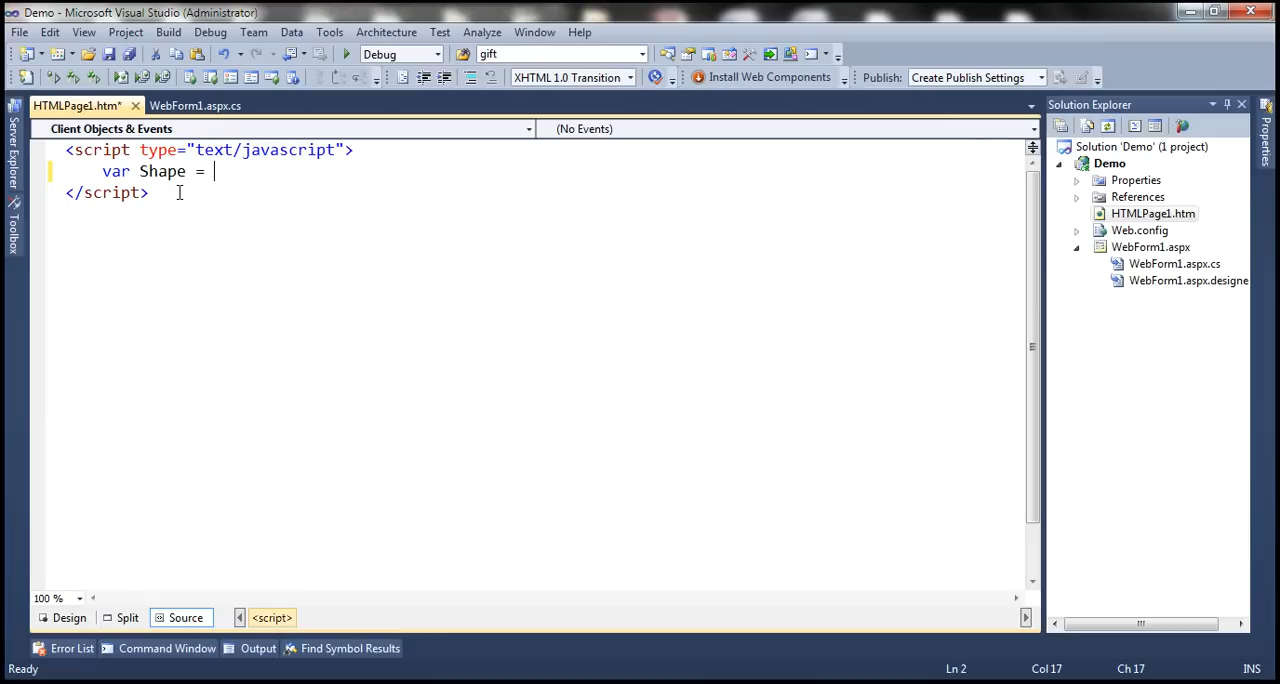 Demo - Microsoft Visual Studio (Administrator)
File Edit View Project Build Debug Team Data Tools Architecture Test Analyze Window Help
Debug gift
XHTML 1.0 Transition Install Web Components Publish: Create Publish Settings
HTMLPage1.htm* WebForm1.aspx.cs
Client Objects & Events (No Events)
<script type="text/javascript">
var Shape =
</script>
Server Explorer
Toolbox
Solution Explorer
Solution 'Demo' (1 project)
Demo
Properties
References
HTMLPage1.htm
Web.config
WebForm1.aspx
WebForm1.aspx.cs
WebForm1.aspx.designe
Properties
100 %
Design Split Source <script>
Error List Command Window Output Find Symbol Results
Ready Ln 2 Col 17 Ch 17 INS